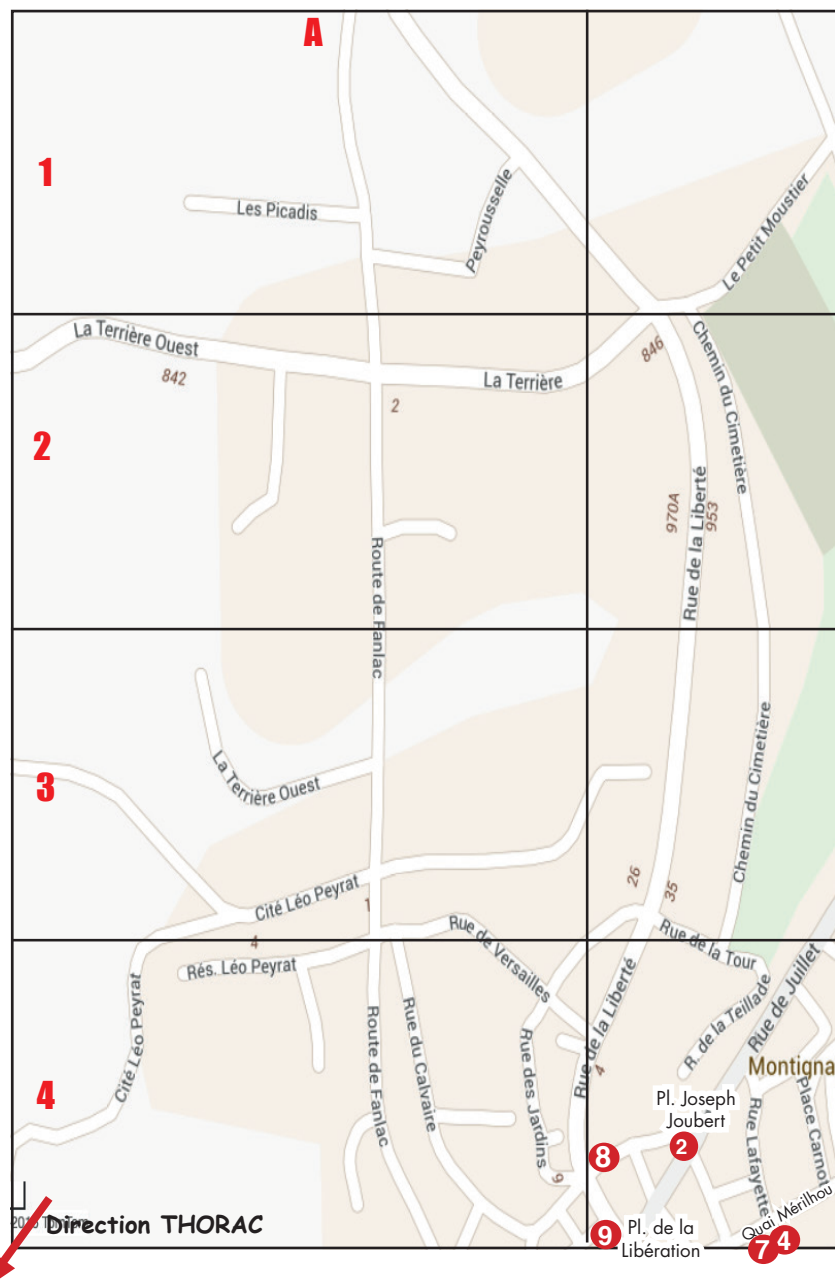 A
1
Les Picadis
Peyrousselle
Le Petit Moustier
La Terrière Ouest
842
La Terrière
846
Chemin du Cimetière
2
2
970A
Rue de la Liberté
953
Route de Fanlac
La Terrière Ouest
3
Chemin du Cimetière
26
35
Cité Léo Peyrat
1
4
Rés. Léo Peyrat
Rue de Versailles
Rue de la Tour
Rue de la Liberté
4
R. de la Teillade
Rue de Juillet
Cité Léo Peyrat
Route de Fanlac
Rue du Calvaire
Rue des Jardins
9
4
Montigna
Pl. Joseph
Joubert
2
Rue Lafayette
Place Carnot
8
9
Pl. de la
Libération
Quai Mérilhou
7
4
Direction THORAC